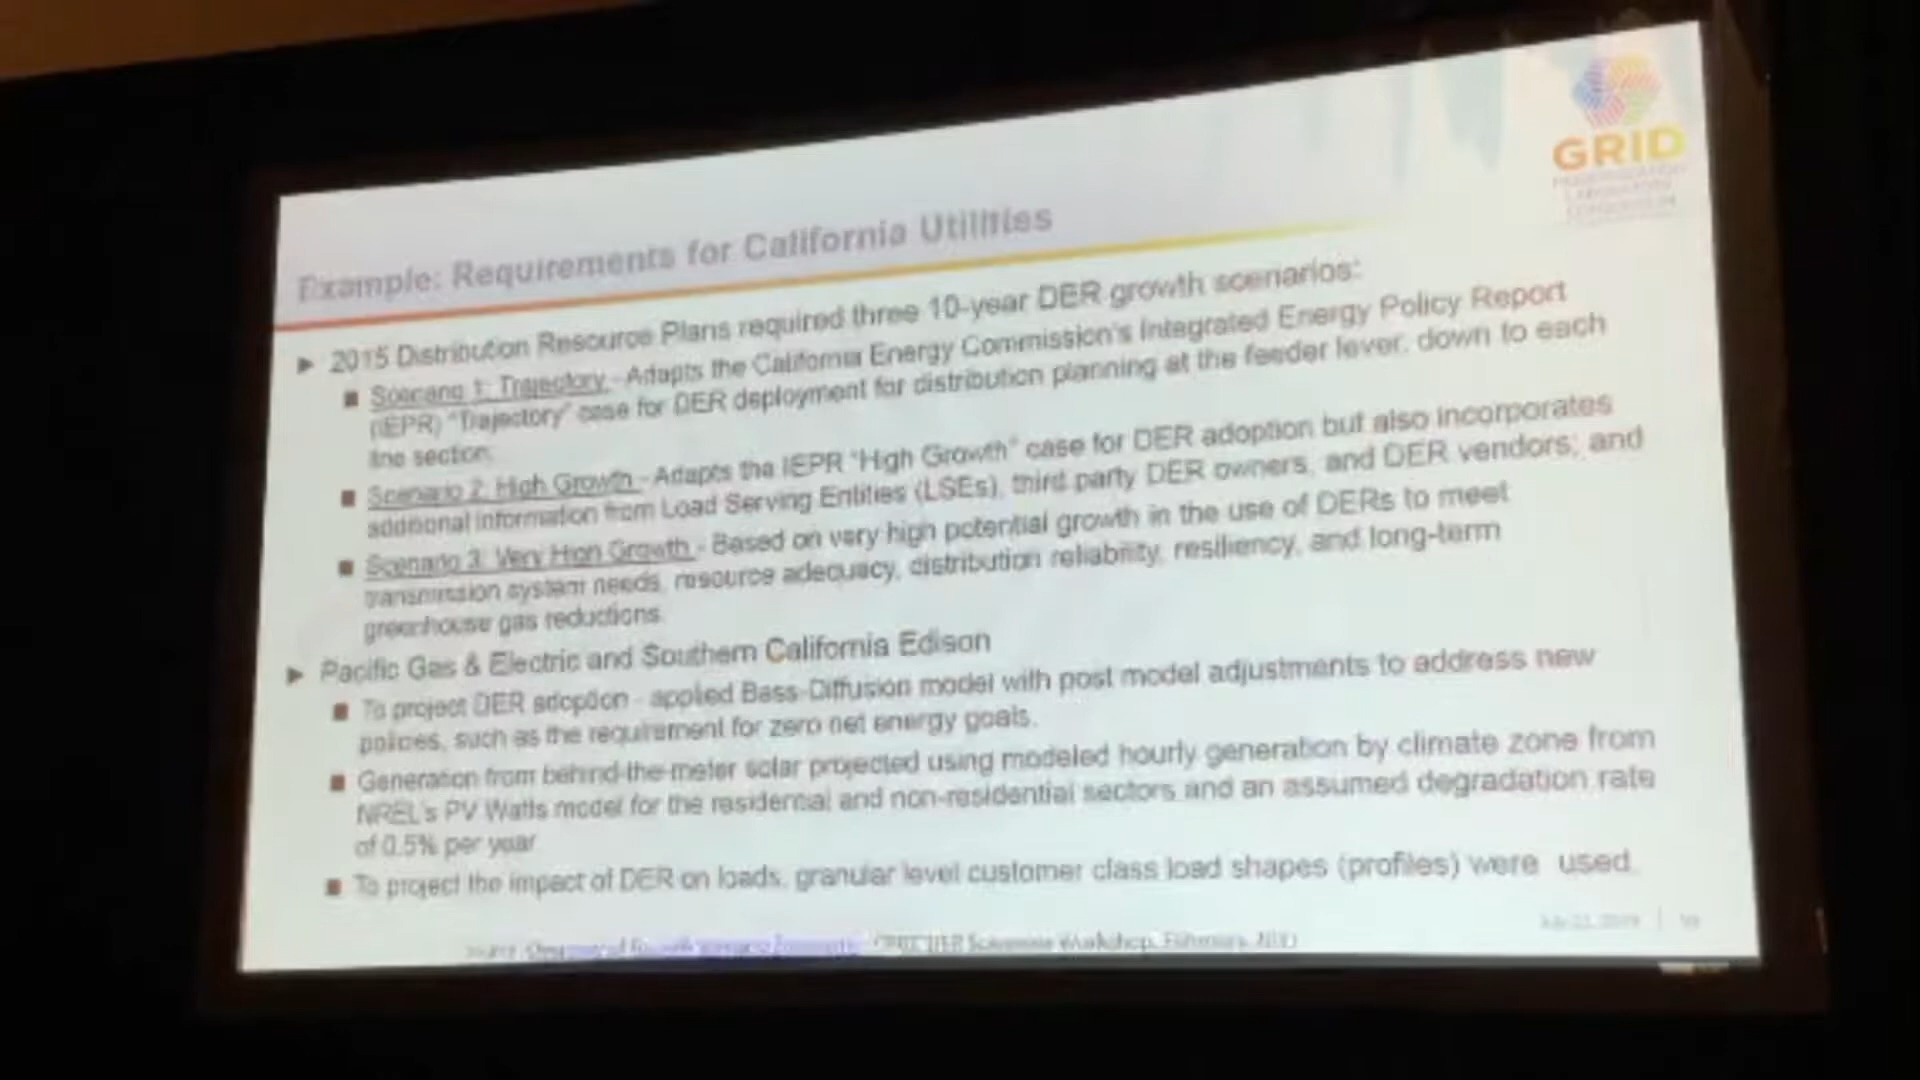 GRID
Example: Requirements for California Utilities
► 2015 Distribution Resource Plans required three 10-year DER growth scenarios:
■ Scenario 1: Trajectory - Adapts the California Energy Commission's Integrated Energy Policy Report
(IEPR) "Trajectory" case for DER deployment for distribution planning at the feeder level, down to each
line section;
■ Scenario 2: High Growth - Adapts the IEPR "High Growth" case for DER adoption but also incorporates
additional information from Load Serving Entities (LSEs), third party DER owners, and DER vendors; and
■ Scenario 3: Very High Growth - Based on very high potential growth in the use of DERs to meet
transmission system needs, resource adequacy, distribution reliability, resiliency, and long-term
greenhouse gas reductions.
► Pacific Gas & Electric and Southern California Edison
■ To project DER adoption - applied Bass-Diffusion model with post model adjustments to address new
policies, such as the requirement for zero net energy goals.
■ Generation from behind-the-meter solar projected using modeled hourly generation by climate zone from
NREL's PV Watts model for the residential and non-residential sectors and an assumed degradation rate
of 0.5% per year
■ To project the impact of DER on loads, granular level customer class load shapes (profiles) were used.
DER Workshop,